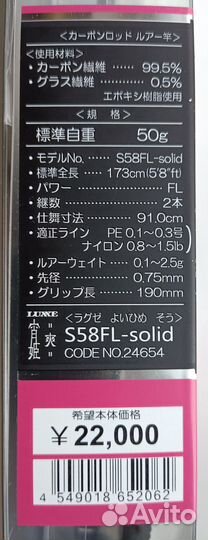 <カーボンロッド ルアー竿>
<使用材料>
・カーボン繊維 …… 99.5%
・グラス繊維 ……… 0.5%
エポキシ樹脂使用
<規 格>
標準自重 50g
・モデルNo. …… S58FL-solid
・標準全長 …… 173cm(5'8"ft)
・パワー ……… FL
・継数 ……… 2本
・仕舞寸法 …… 91.0cm
・適正ライン PE 0.1〜0.3号
ナイロン 0.8〜1.5lb
・ルアーウェイト … 0.1〜2.5g
・先径 ……… 0.75mm
・グリップ長 …… 190mm
LUXXE
宵姫 爽
【ラグゼ よいひめ そう】
S58FL-solid
CODE NO.24654
希望本体価格
¥22,000
4 549018 652062
Avito